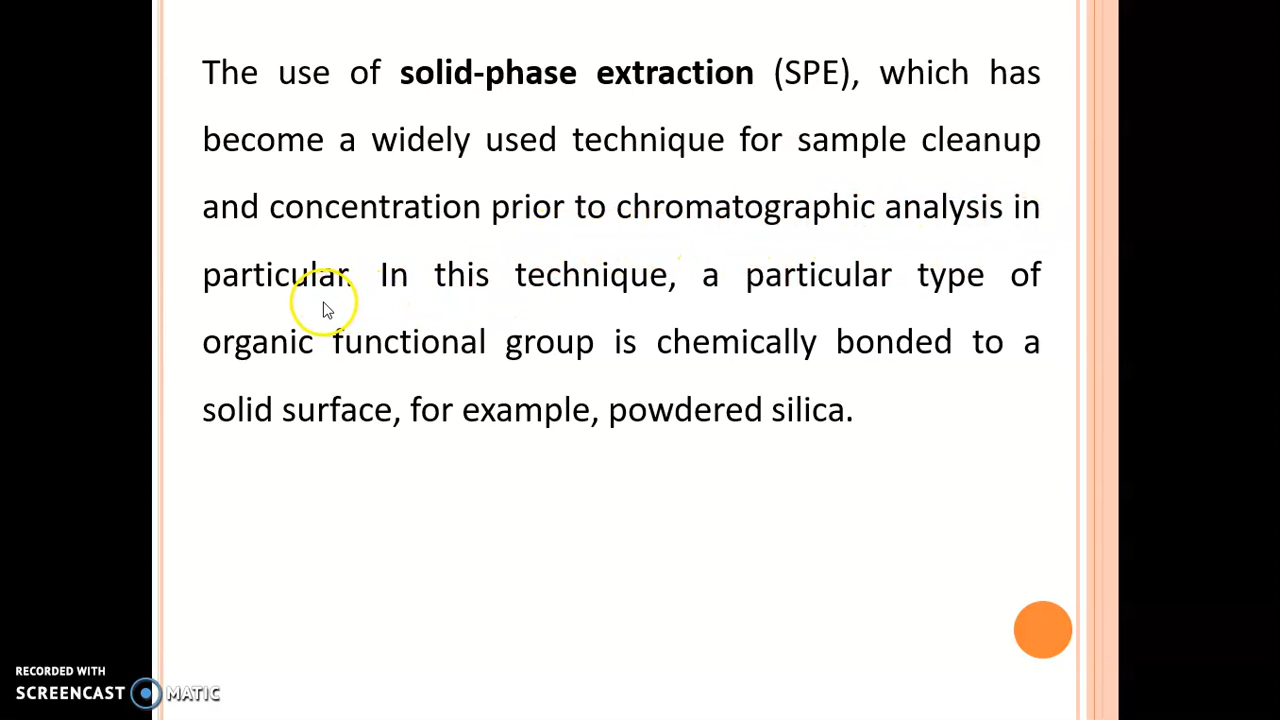 The use of solid-phase extraction (SPE), which has
become a widely used technique for sample cleanup
and concentration prior to chromatographic analysis in
particular. In this technique, a particular type of
organic functional group is chemically bonded to a
solid surface, for example, powdered silica.
RECORDED WITH
SCREENCAST MATIC